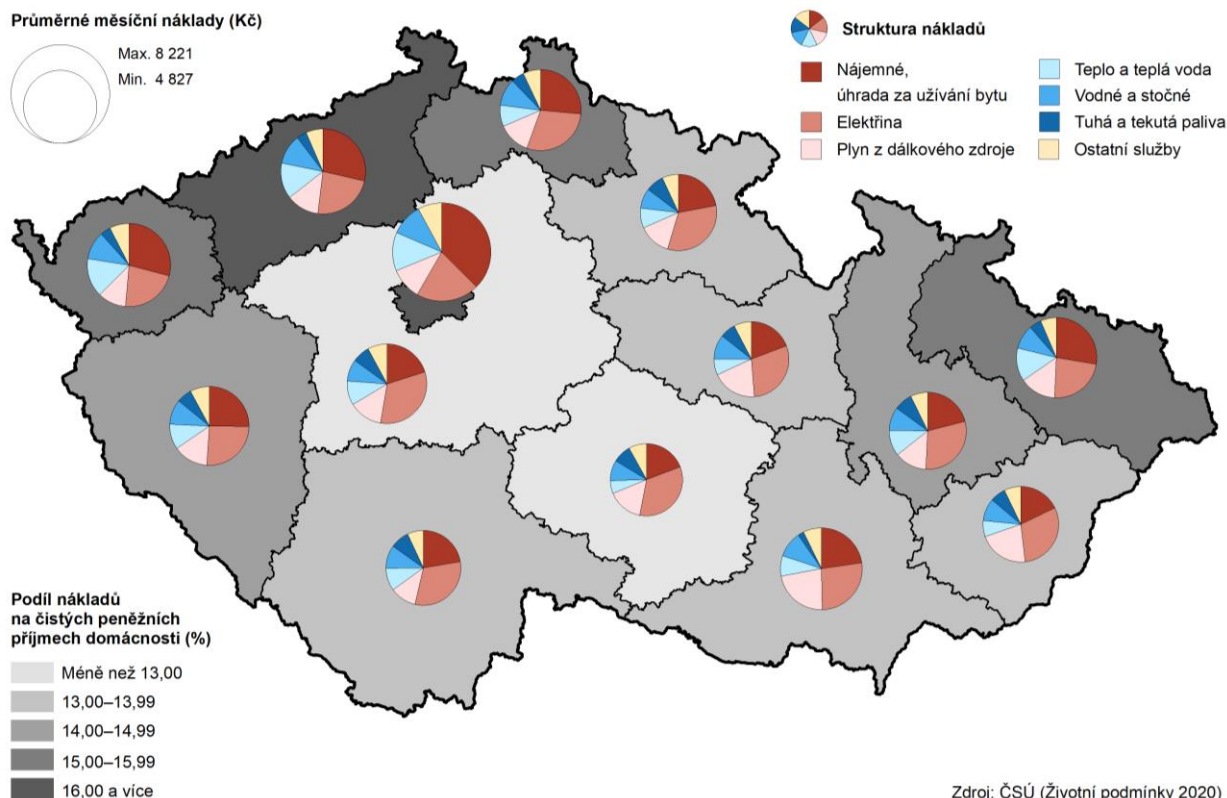 Průměrné měsíční náklady (Kč)
Max. 8 221
Min. 4 827
Struktura nákladů
Nájemné,
úhrada za užívání bytu
Elektřina
Plyn z dálkového zdroje
Teplo a teplá voda
Vodné a stočné
Tuhá a tekutá paliva
Ostatní služby
Podíl nákladů
na čistých peněžních
příjmech domácnosti (%)
Méně než 13,00
13,00–13,99
14,00–14,99
15,00–15,99
16,00 a více
Zdroj: ČSÚ (Životní podmínky 2020)